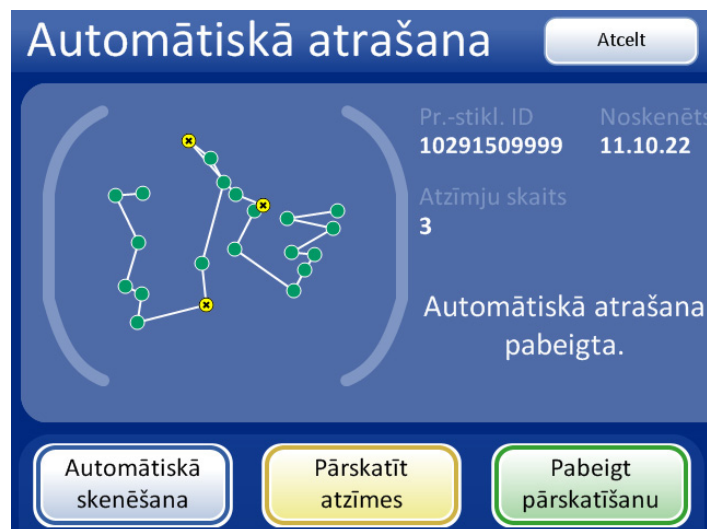 Automātiskā atrašana
Atcelt
Pr.-stikl. ID
Noskenēts
10291509999
11.10.22
Atzīmju skaits
3
Automātiskā atrašana
pabeigta.
Automātiskā
skenēšana
Pārskatīt
atzīmes
Pabeigt
pārskatīšanu